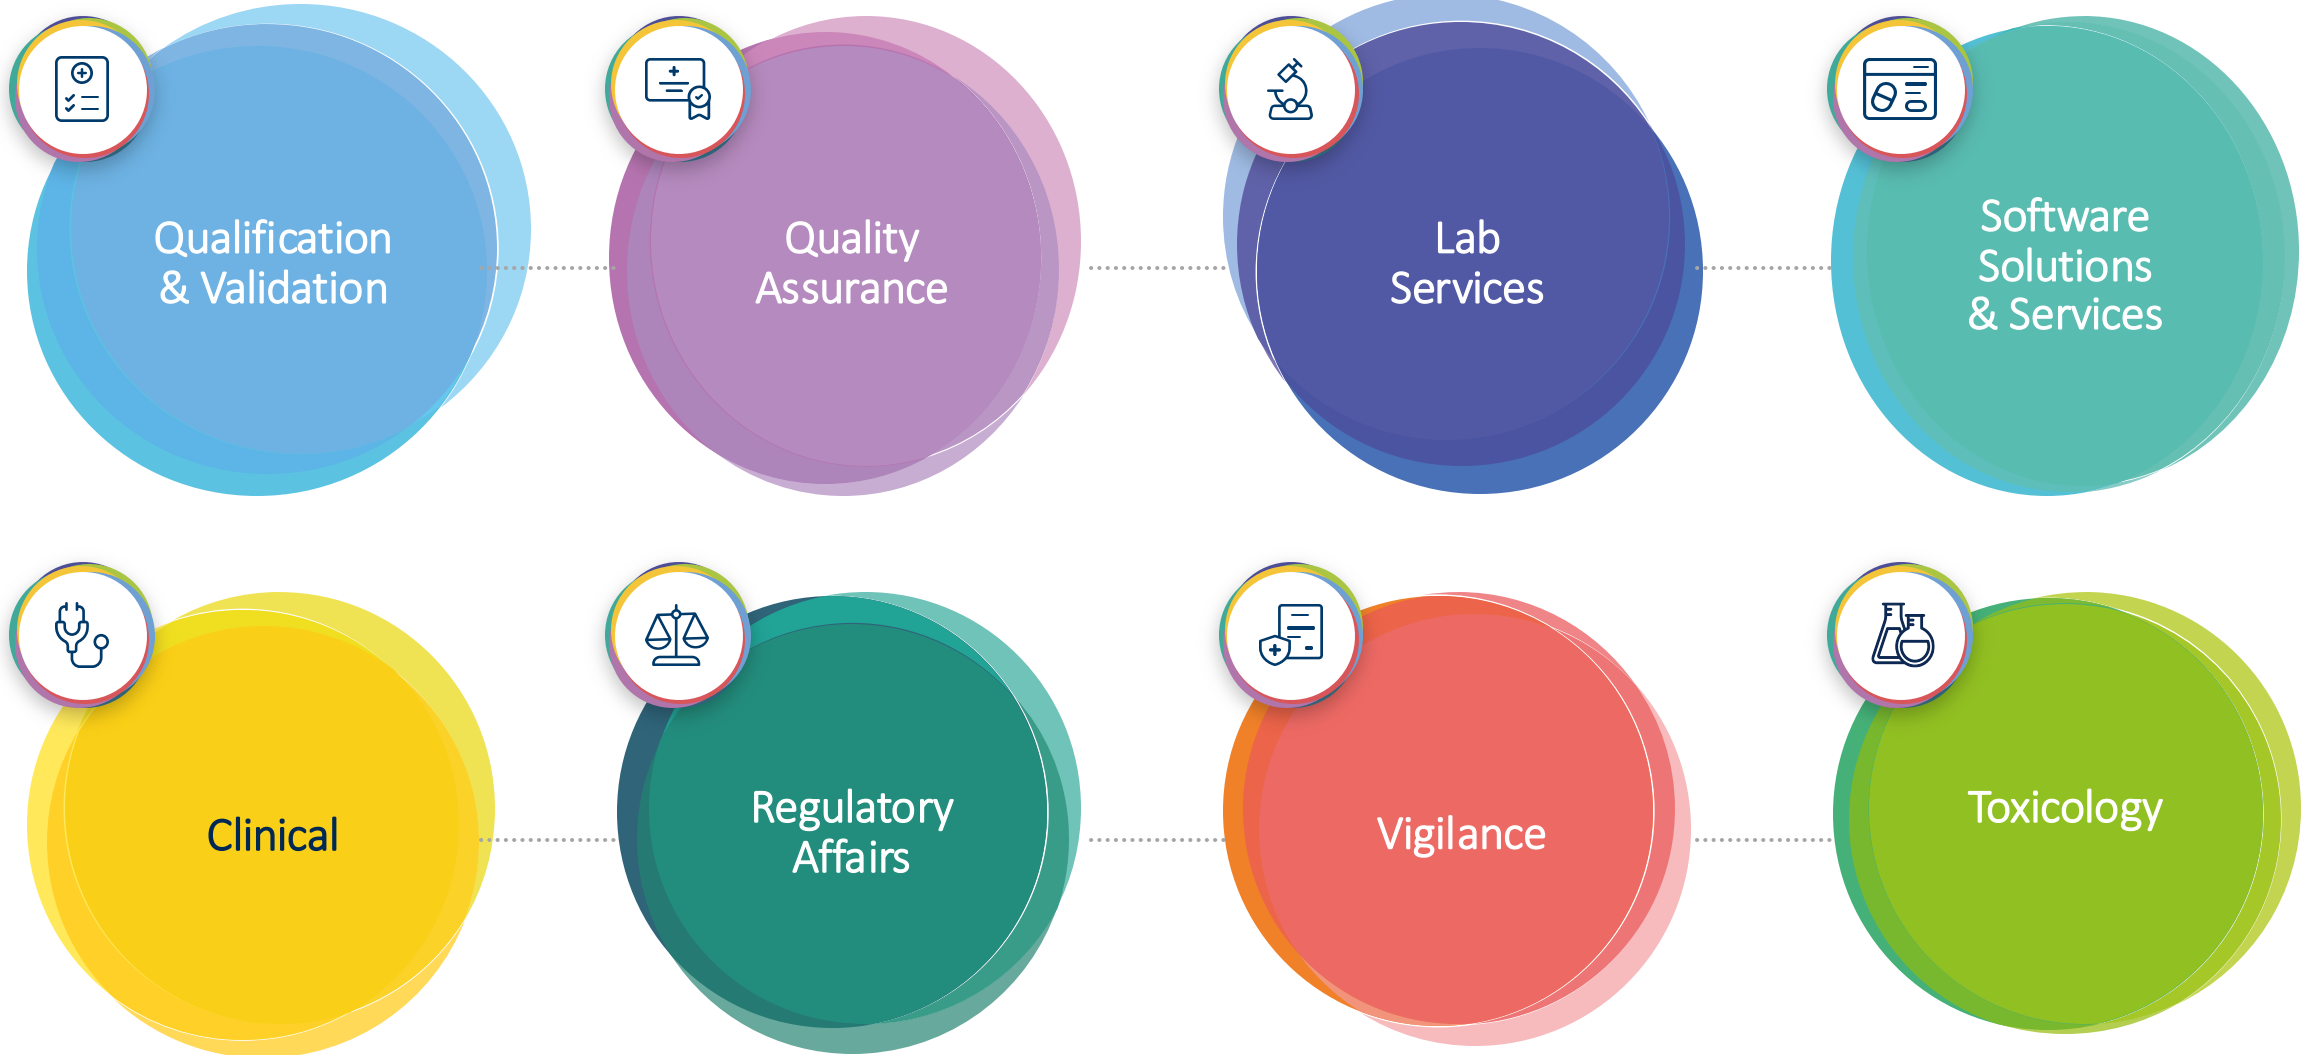 Qualification
& Validation
Quality
Assurance
Lab
Services
Software
Solutions
& Services
Clinical
Regulatory
Affairs
Vigilance
Toxicology